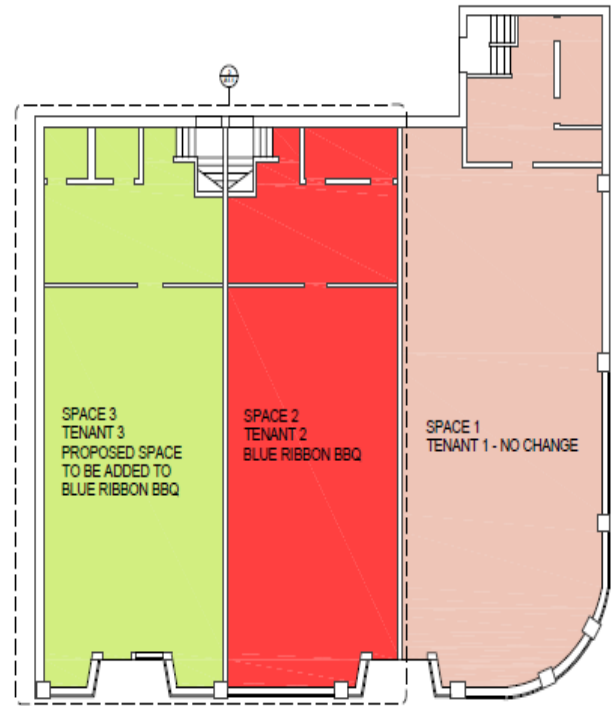 SPACE 3
TENANT 3
PROPOSED SPACE
TO BE ADDED TO
BLUE RIBBON BBQ
SPACE 2
TENANT 2
BLUE RIBBON BBQ
SPACE 1
TENANT 1 - NO CHANGE